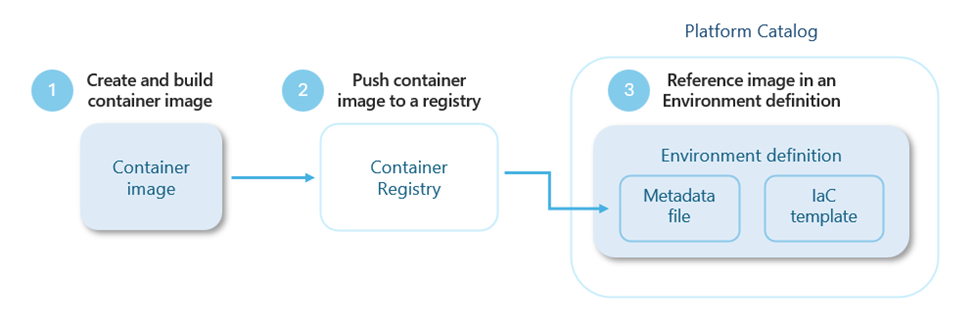 Platform Catalog
1
Create and build
container image
2
Push container
image to a registry
3
Reference image in an
Environment definition
Container
image
Container
Registry
Environment definition
Metadata
file
IaC
template